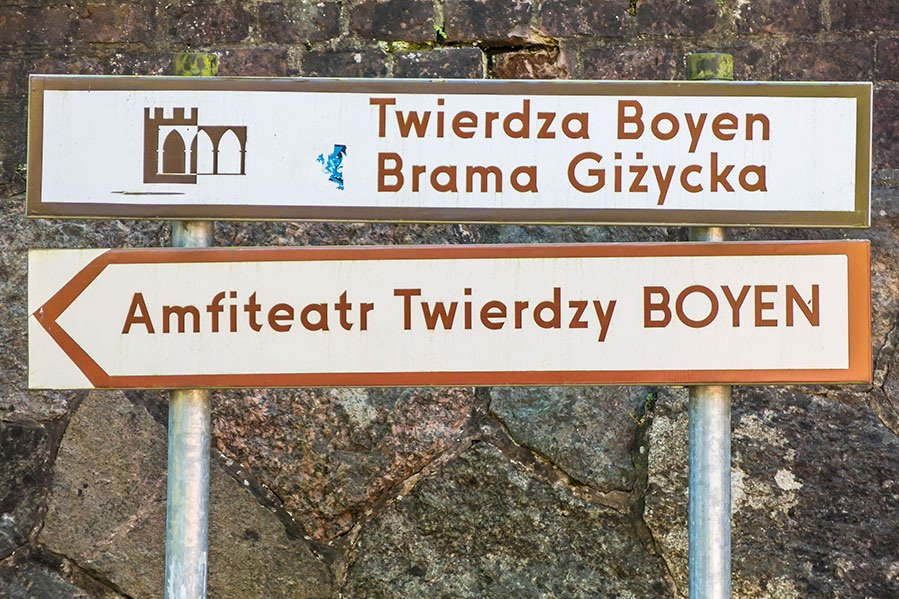 Twierdza Boyen
Brama Giżycka
Amfiteatr Twierdzy BOYEN